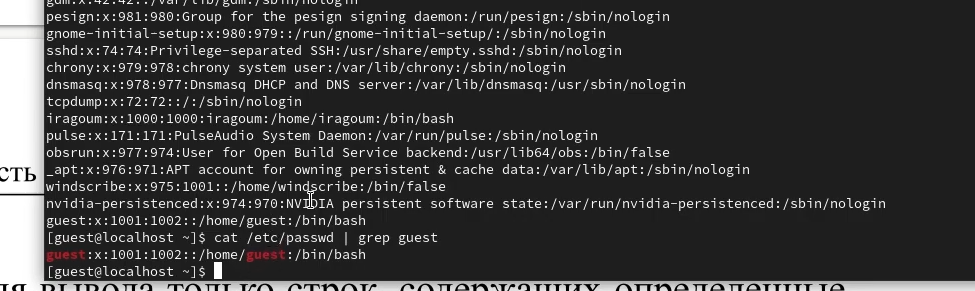 gdm:x:42:42::/var/lib/gdm:/sbin/nologin
pesign:x:981:980:Group for the pesign signing daemon:/run/pesign:/sbin/nologin
gnome-initial-setup:x:980:979::/run/gnome-initial-setup/:/sbin/nologin
sshd:x:74:74:Privilege-separated SSH:/usr/share/empty.sshd:/sbin/nologin
chrony:x:979:978:chrony system user:/var/lib/chrony:/sbin/nologin
dnsmasq:x:978:977:Dnsmasq DHCP and DNS server:/var/lib/dnsmasq:/usr/sbin/nologin
tcpdump:x:72:72::/:/sbin/nologin
iragoum:x:1000:1000:iragoum:/home/iragoum:/bin/bash
pulse:x:171:171:PulseAudio System Daemon:/var/run/pulse:/sbin/nologin
obsrun:x:977:974:User for Open Build Service backend:/usr/lib64/obs:/bin/false
_apt:x:976:971:APT account for owning persistent & cache data:/var/lib/apt:/sbin/nologin
windscribe:x:975:1001::/home/windscribe:/bin/false
nvidia-persistenced:x:974:970:NVIDIA persistent software state:/var/run/nvidia-persistenced:/sbin/nologin
guest:x:1001:1002::/home/guest:/bin/bash
[guest@localhost ~]$ cat /etc/passwd | grep guest
guest:x:1001:1002::/home/guest:/bin/bash
[guest@localhost ~]$
сть
ля вывода только строк, содержащих определенные